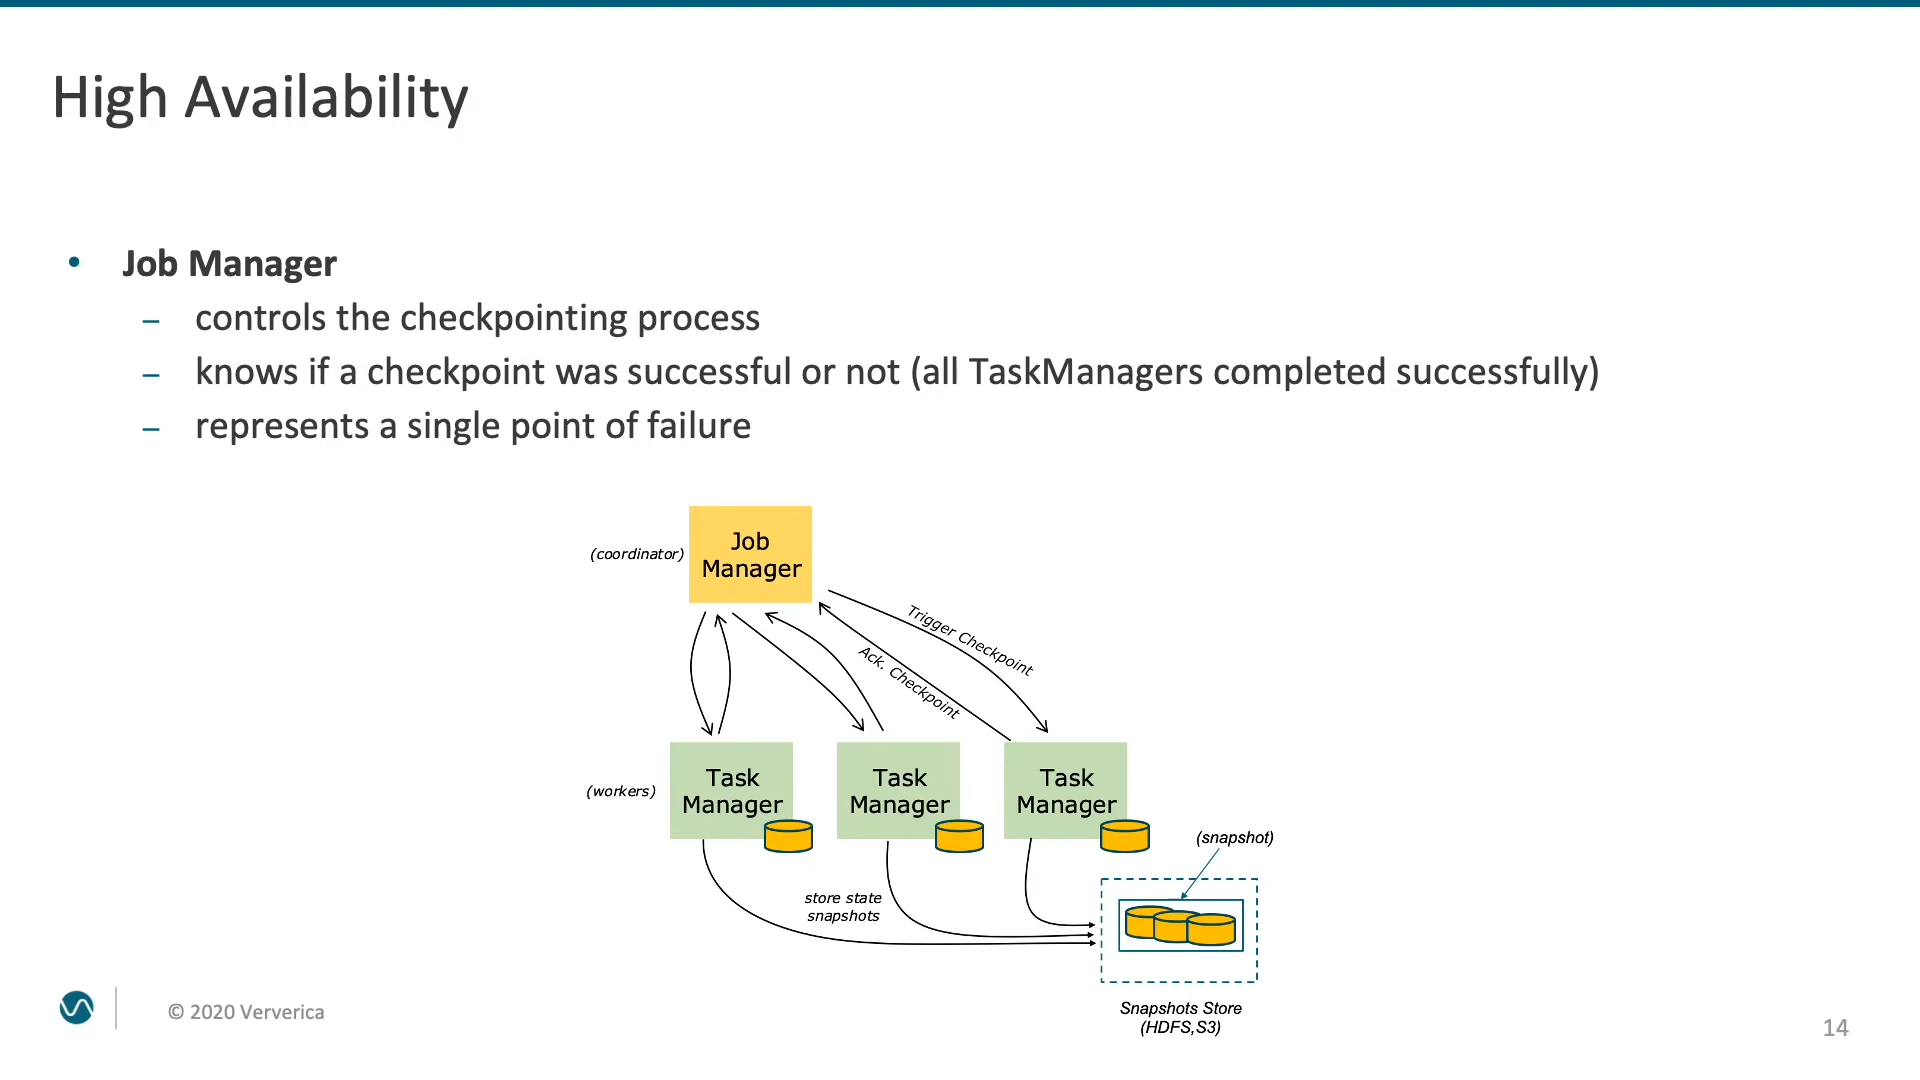 High Availability
• Job Manager
– controls the checkpointing process
– knows if a checkpoint was successful or not (all TaskManagers completed successfully)
– represents a single point of failure
(coordinator)
Job
Manager
Trigger Checkpoint
Ack. Checkpoint
(workers)
Task
Manager
Task
Manager
Task
Manager
(snapshot)
store state
snapshots
Snapshots Store
(HDFS,S3)
© 2020 Ververica
14